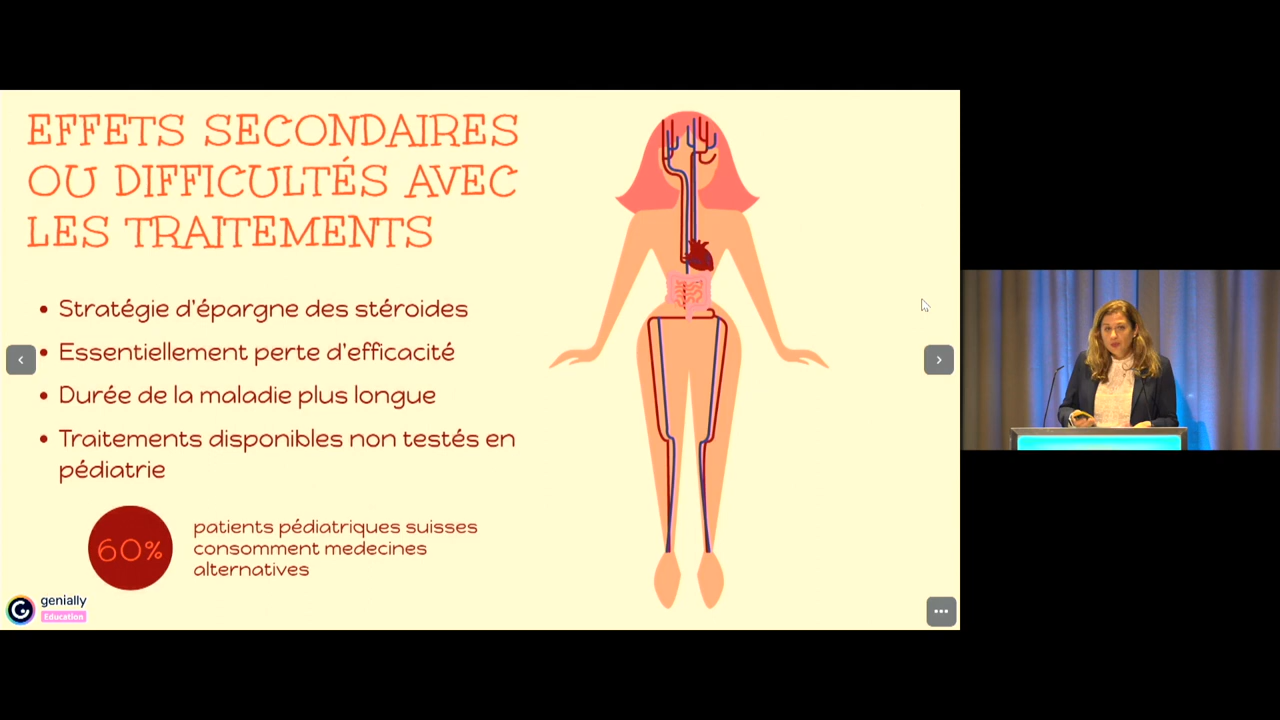 EFFETS SECONDAIRES
OU DIFFICULTÉS AVEC
LES TRAITEMENTS
• Stratégie d'épargne des stéroides
• Essentiellement perte d'efficacité
• Durée de la maladie plus longue
• Traitements disponibles non testés en
pédiatrie
60%
patients pédiatriques suisses
consomment medecines
alternatives
genially
Education